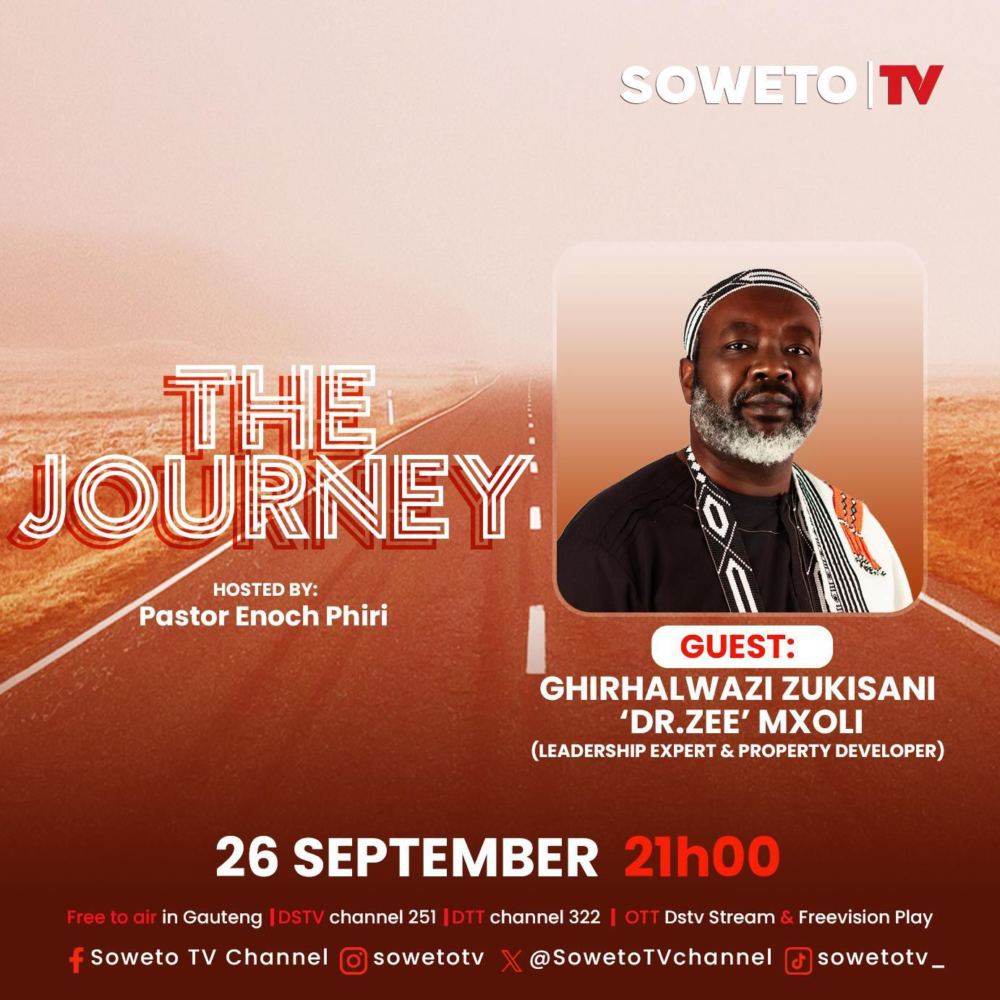 SOWETO TV
THE
JOURNEY
HOSTED BY:
Pastor Enoch Phiri
GUEST:
GHIRHALWAZI ZUKISANI
‘DR.ZEE’ MXOLI
(LEADERSHIP EXPERT & PROPERTY DEVELOPER)
26 SEPTEMBER 21h00
Free to air in Gauteng | DSTV channel 251 | DTT channel 322 | OTT Dstv Stream & Freevision Play
Soweto TV Channel sowetotv @SowetoTVchannel sowetotv_